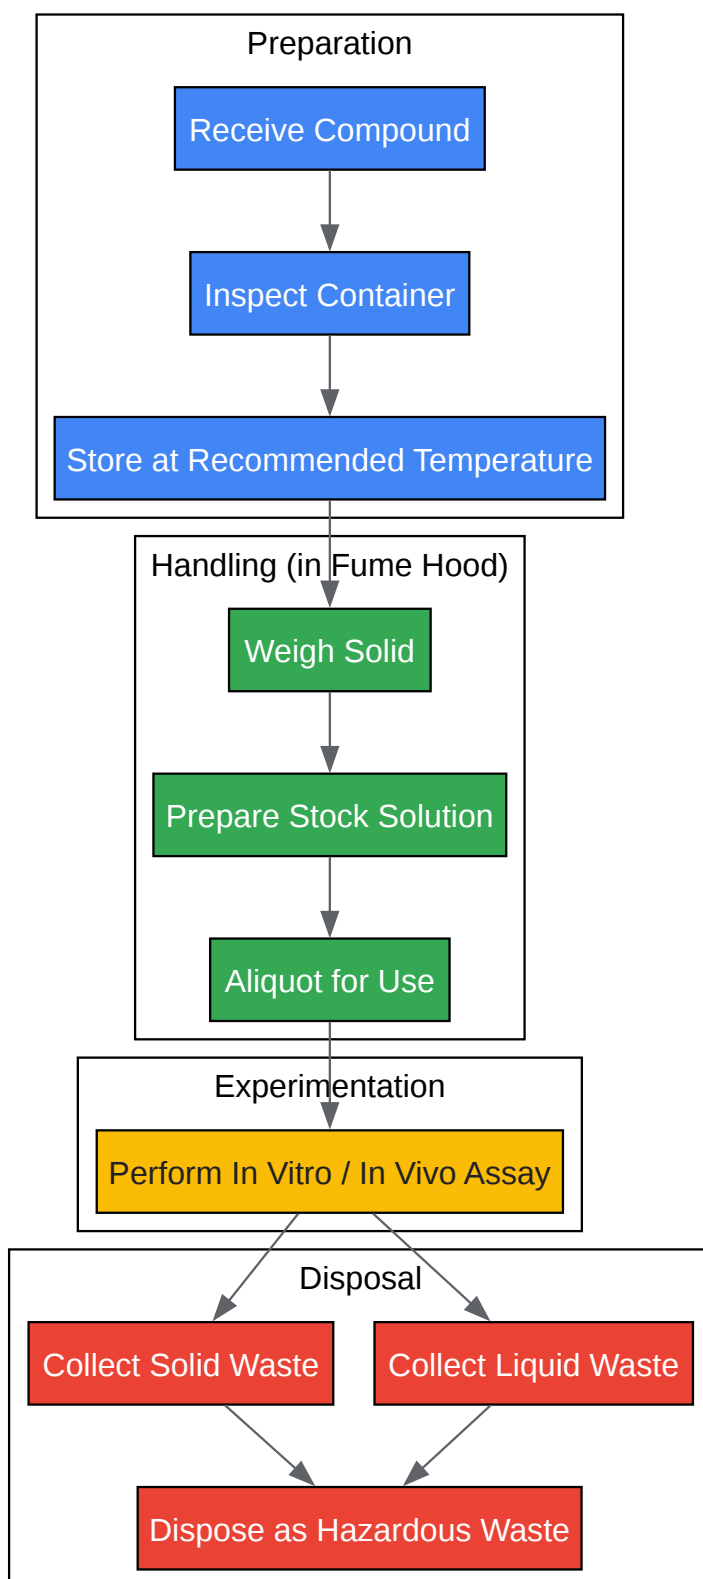 Preparation
Receive Compound
Inspect Container
Store at Recommended Temperature
Handling (in Fume Hood)
Weigh Solid
Prepare Stock Solution
Aliquot for Use
Experimentation
Perform In Vitro / In Vivo Assay
Disposal
Collect Solid Waste
Collect Liquid Waste
Dispose as Hazardous Waste